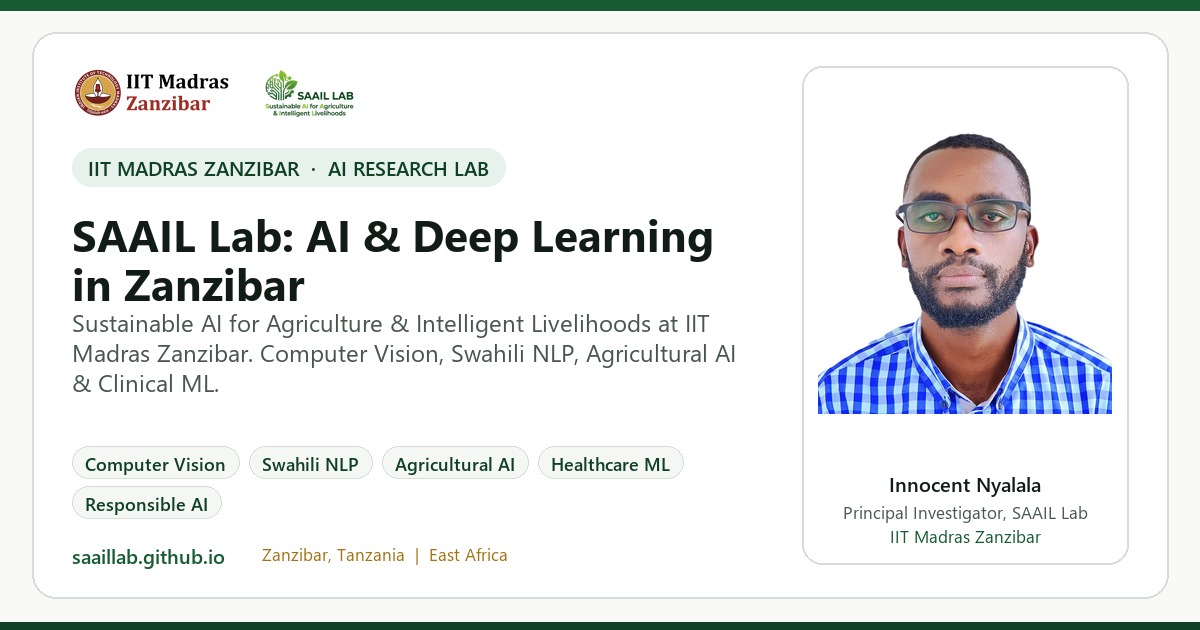 IIT Madras
Zanzibar
SAAIL LAB
Sustainable AI for Agriculture
& Intelligent Livelihoods
IIT MADRAS ZANZIBAR · AI RESEARCH LAB
SAAIL Lab: AI & Deep Learning
in Zanzibar
Sustainable AI for Agriculture & Intelligent Livelihoods at IIT
Madras Zanzibar. Computer Vision, Swahili NLP, Agricultural AI
& Clinical ML.
Computer Vision
Swahili NLP
Agricultural AI
Healthcare ML
Responsible AI
saaillab.github.io
Zanzibar, Tanzania | East Africa
Innocent Nyalala
Principal Investigator, SAAIL Lab
IIT Madras Zanzibar